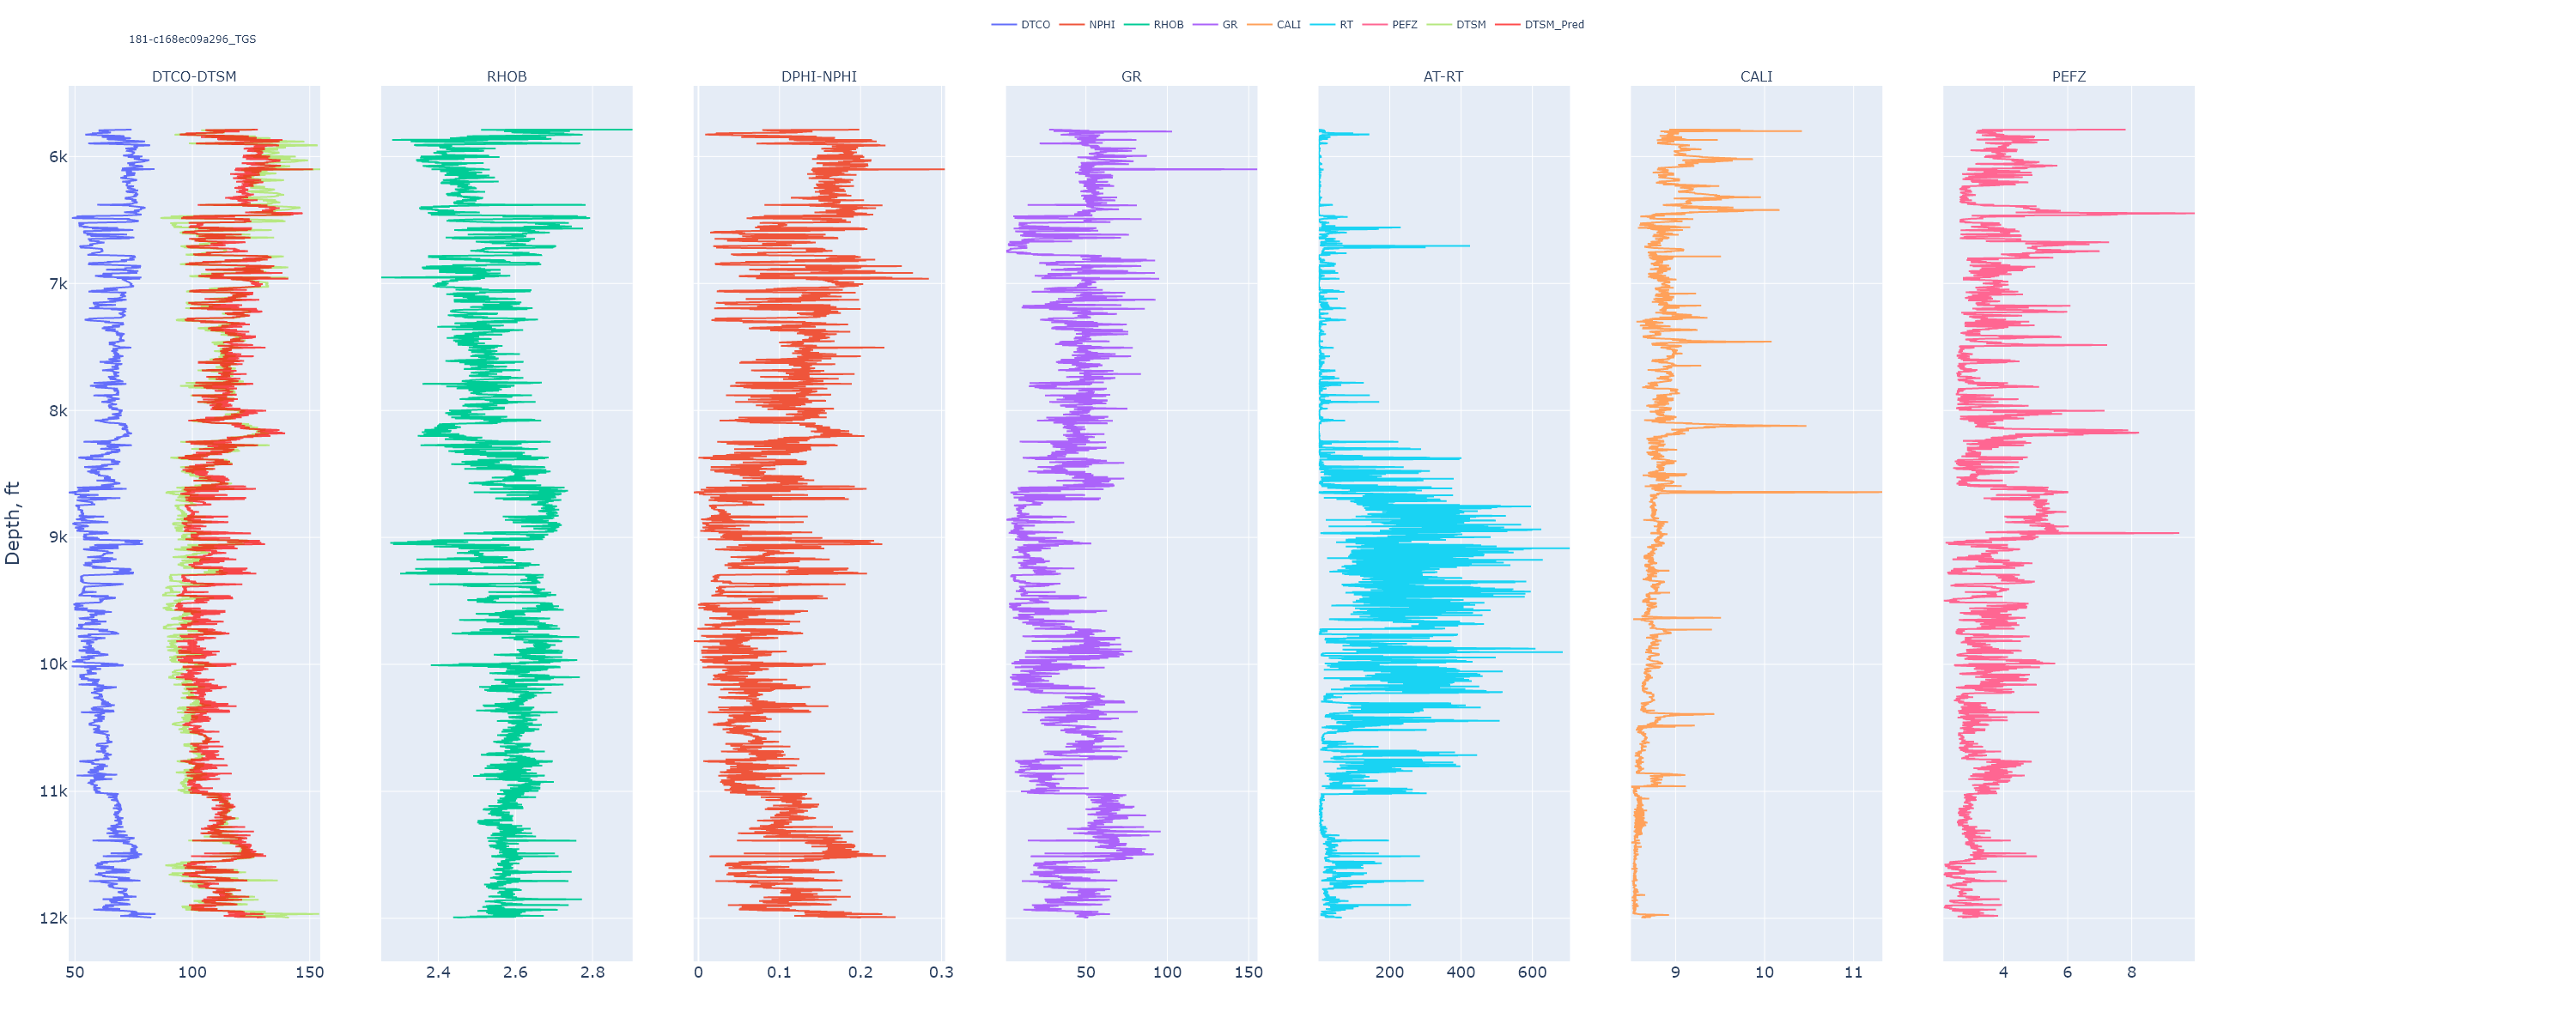 DTCO NPHI RHOB GR CALI RT PEFZ DTSM DTSM_Pred
181-c168ec09a296_TGS
DTCO-DTSM RHOB DPHI-NPHI GR AT-RT CALI PEFZ
6k
7k
8k
9k
10k
11k
12k
Depth, ft
50 100 150 2.4 2.6 2.8 0 0.1 0.2 0.3 50 100 150 200 400 600 9 10 11 4 6 8